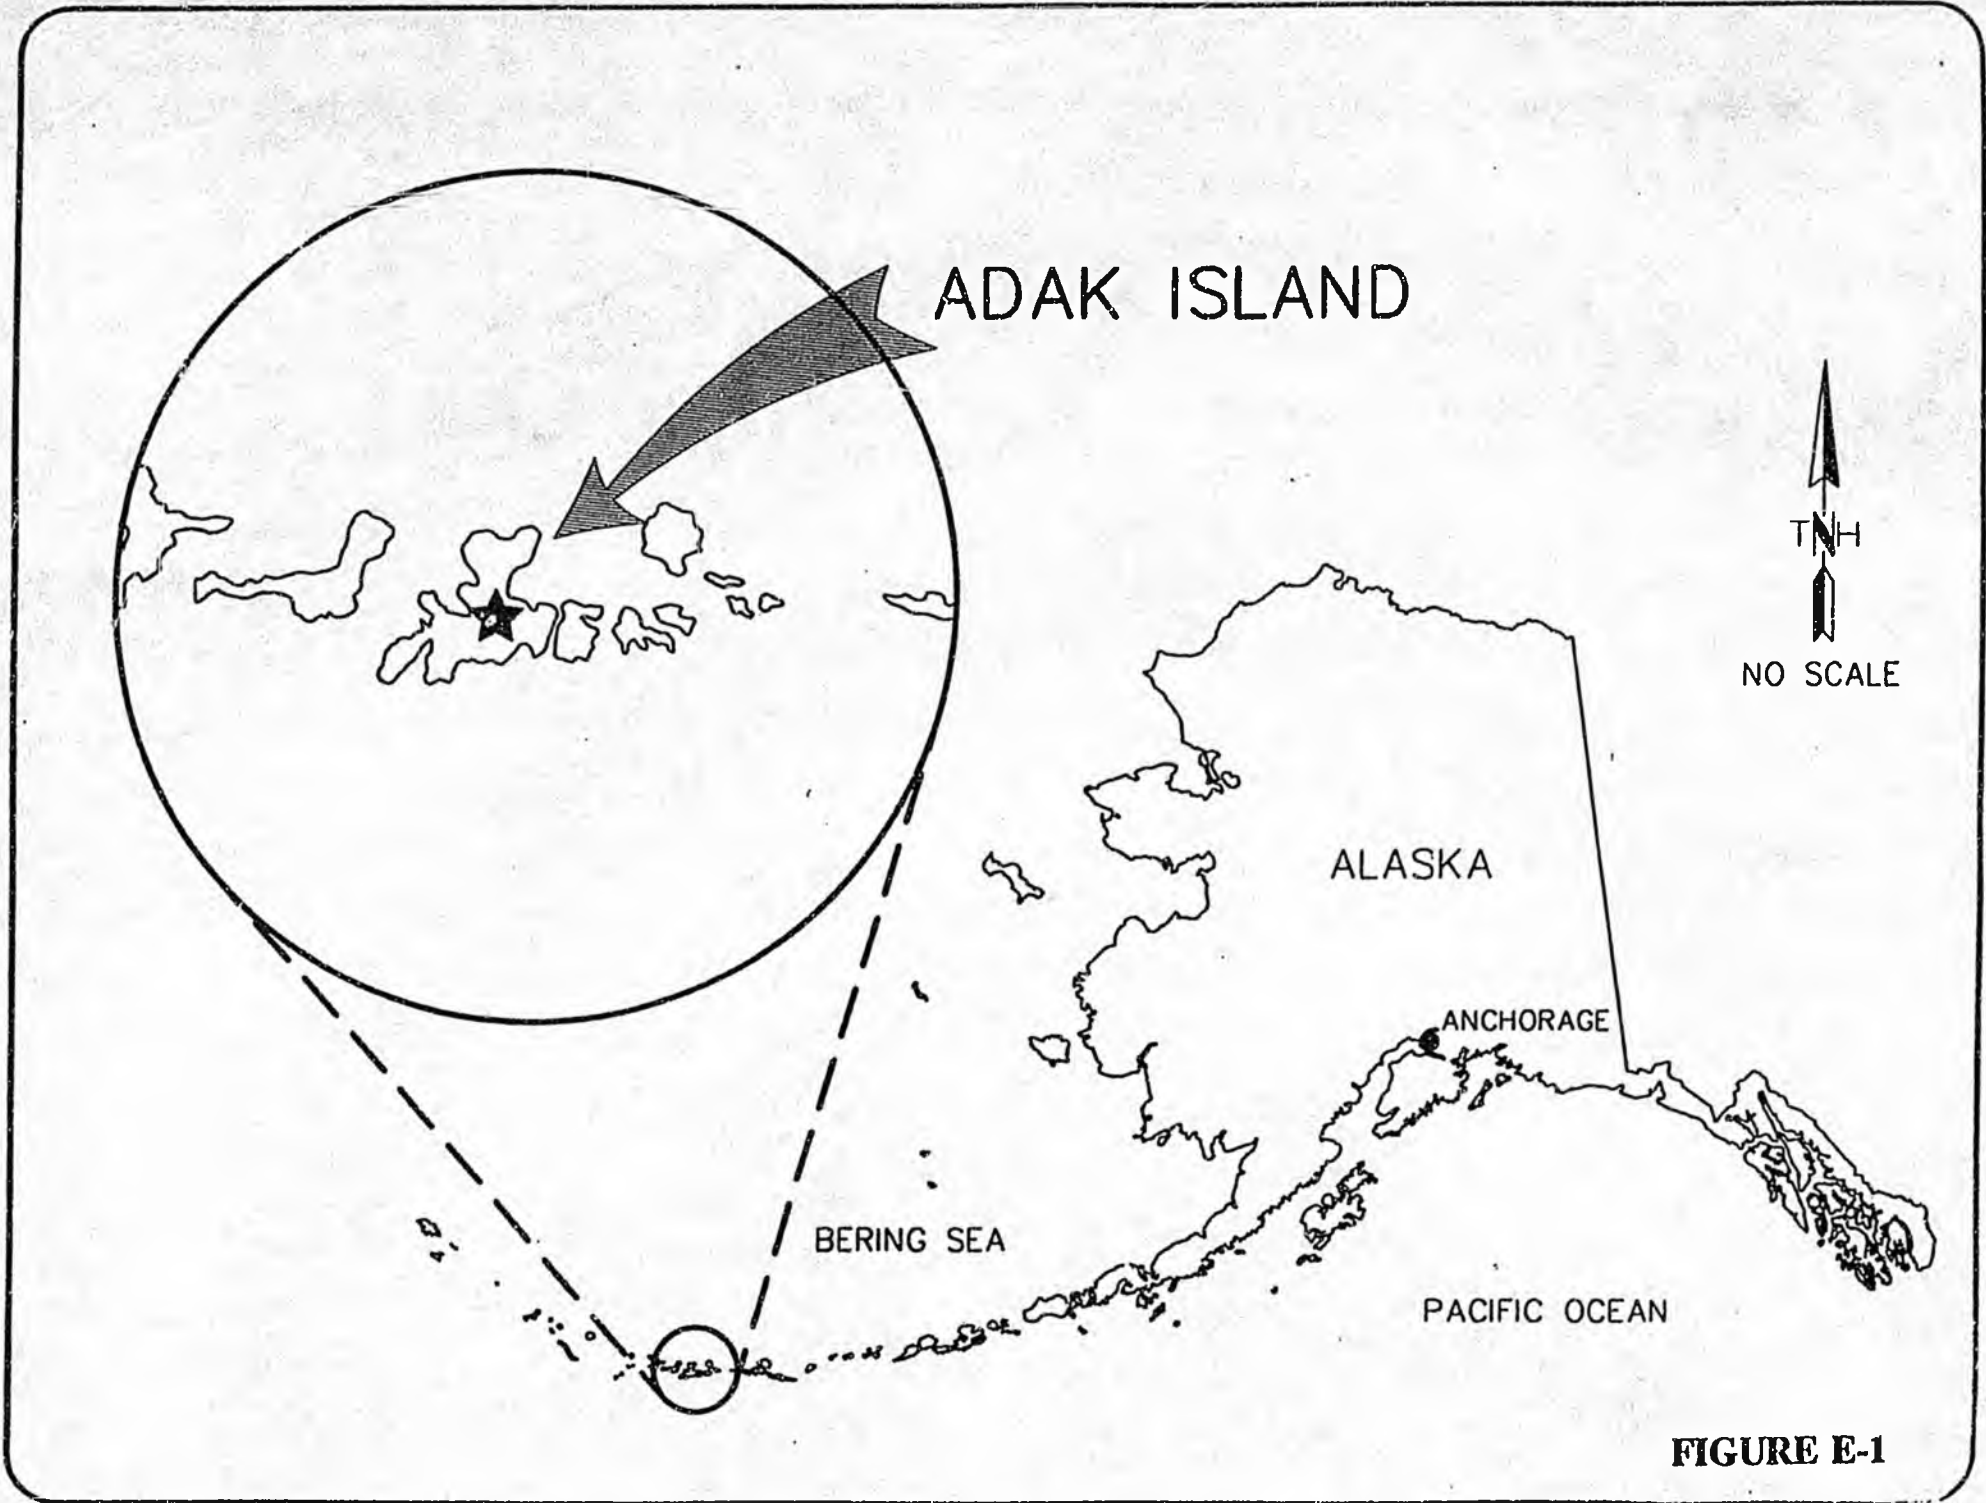 ADAK ISLAND
TNH
NO SCALE
ALASKA
ANCHORAGE
BERING SEA
PACIFIC OCEAN
FIGURE E-1